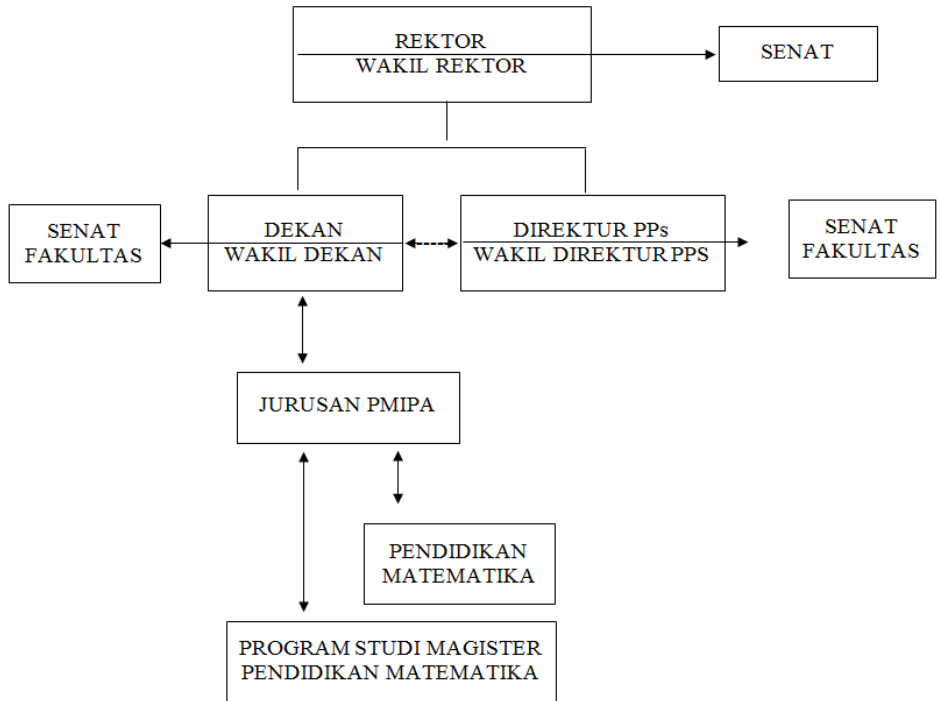 REKTOR
WAKIL REKTOR
SENAT
SENAT
FAKULTAS
DEKAN
WAKIL DEKAN
DIREKTUR PPs
WAKIL DIREKTUR PPS
SENAT
FAKULTAS
JURUSAN PMIPA
PENDIDIKAN
MATEMATIKA
PROGRAM STUDI MAGISTER
PENDIDIKAN MATEMATIKA